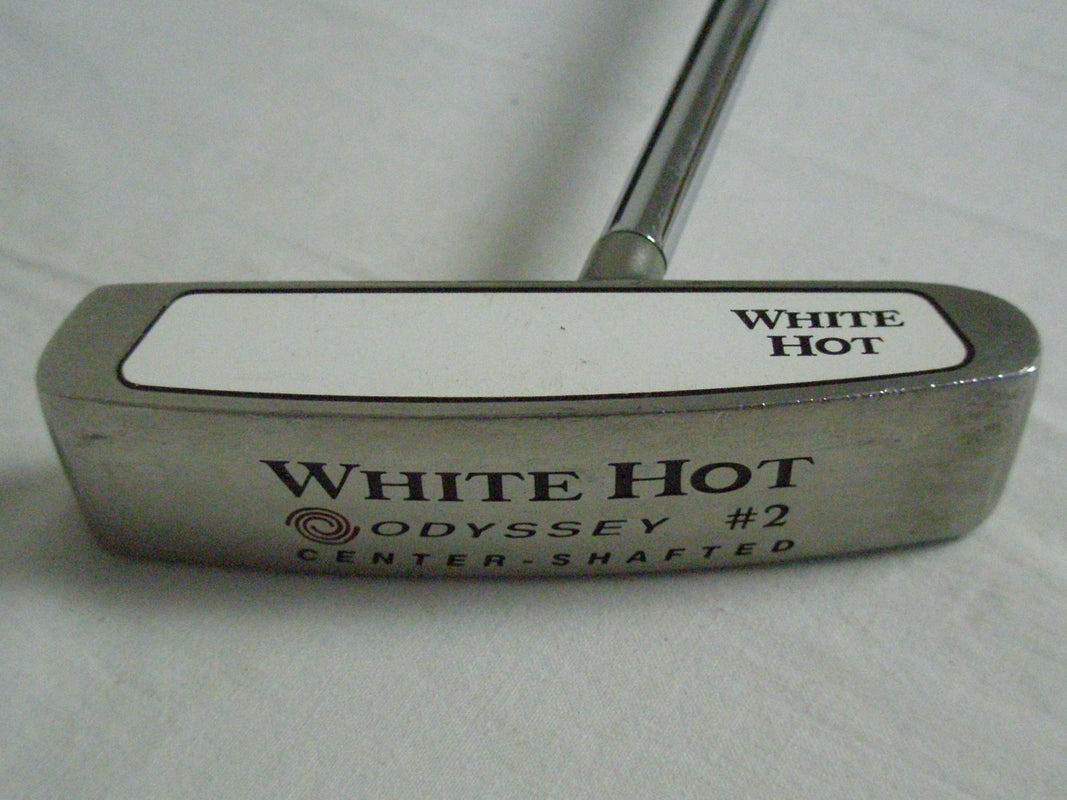 WHITE
HOT
WHITE HOT
ODYSSEY #2
CENTER-SHAFTED